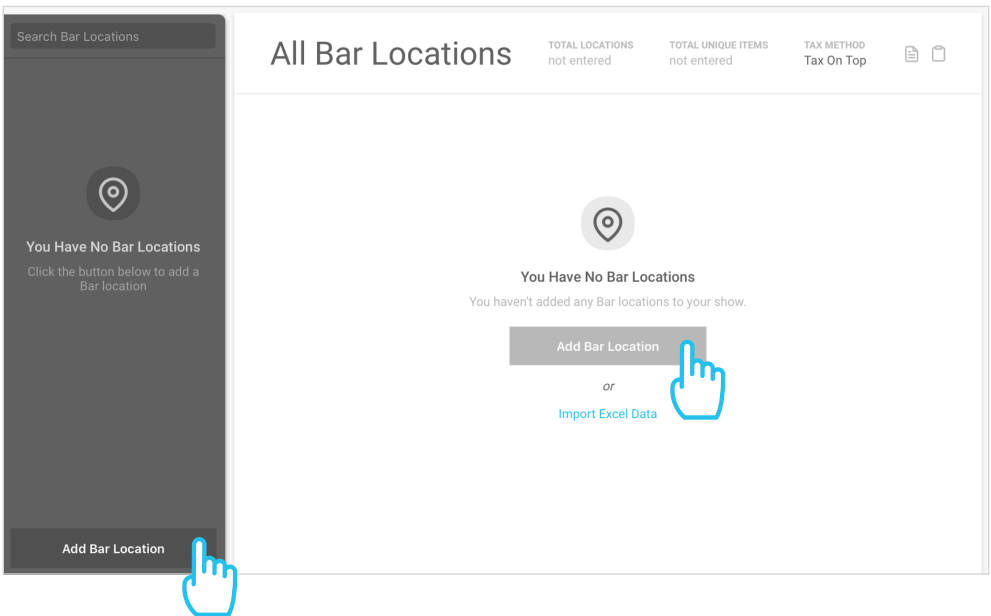 Search Bar Locations
You Have No Bar Locations
Click the button below to add a
Bar location
Add Bar Location
All Bar Locations
TOTAL LOCATIONS
not entered
TOTAL UNIQUE ITEMS
not entered
TAX METHOD
Tax On Top
You Have No Bar Locations
You haven't added any Bar locations to your show.
Add Bar Location
or
Import Excel Data